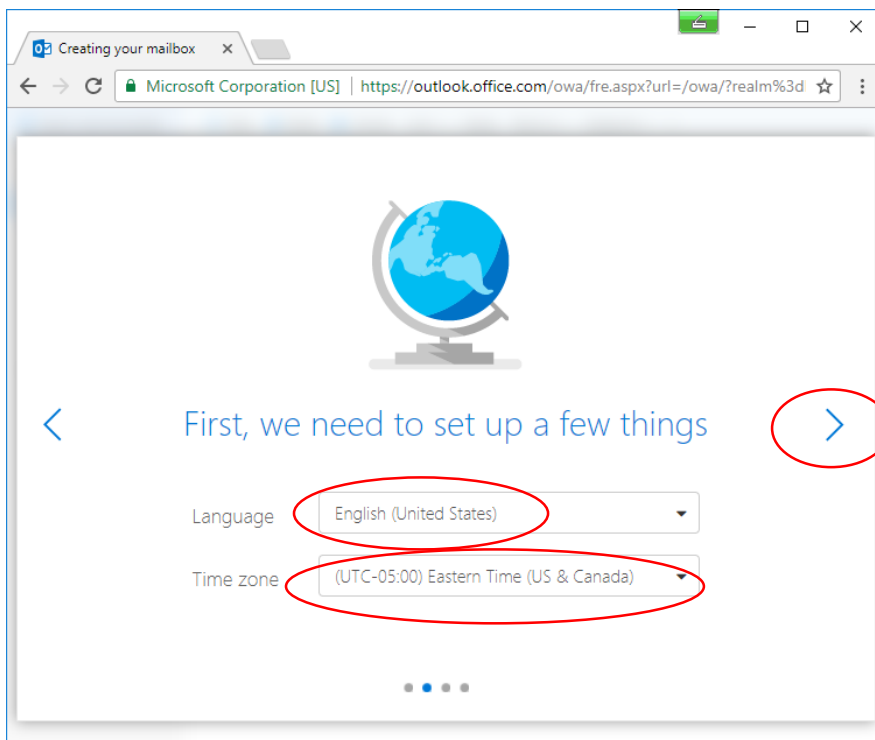 Creating your mailbox
Microsoft Corporation [US] | https://outlook.office.com/owa/fre.aspx?url=/owa/?realm%3d
First, we need to set up a few things
Language English (United States)
Time zone (UTC-05:00) Eastern Time (US & Canada)